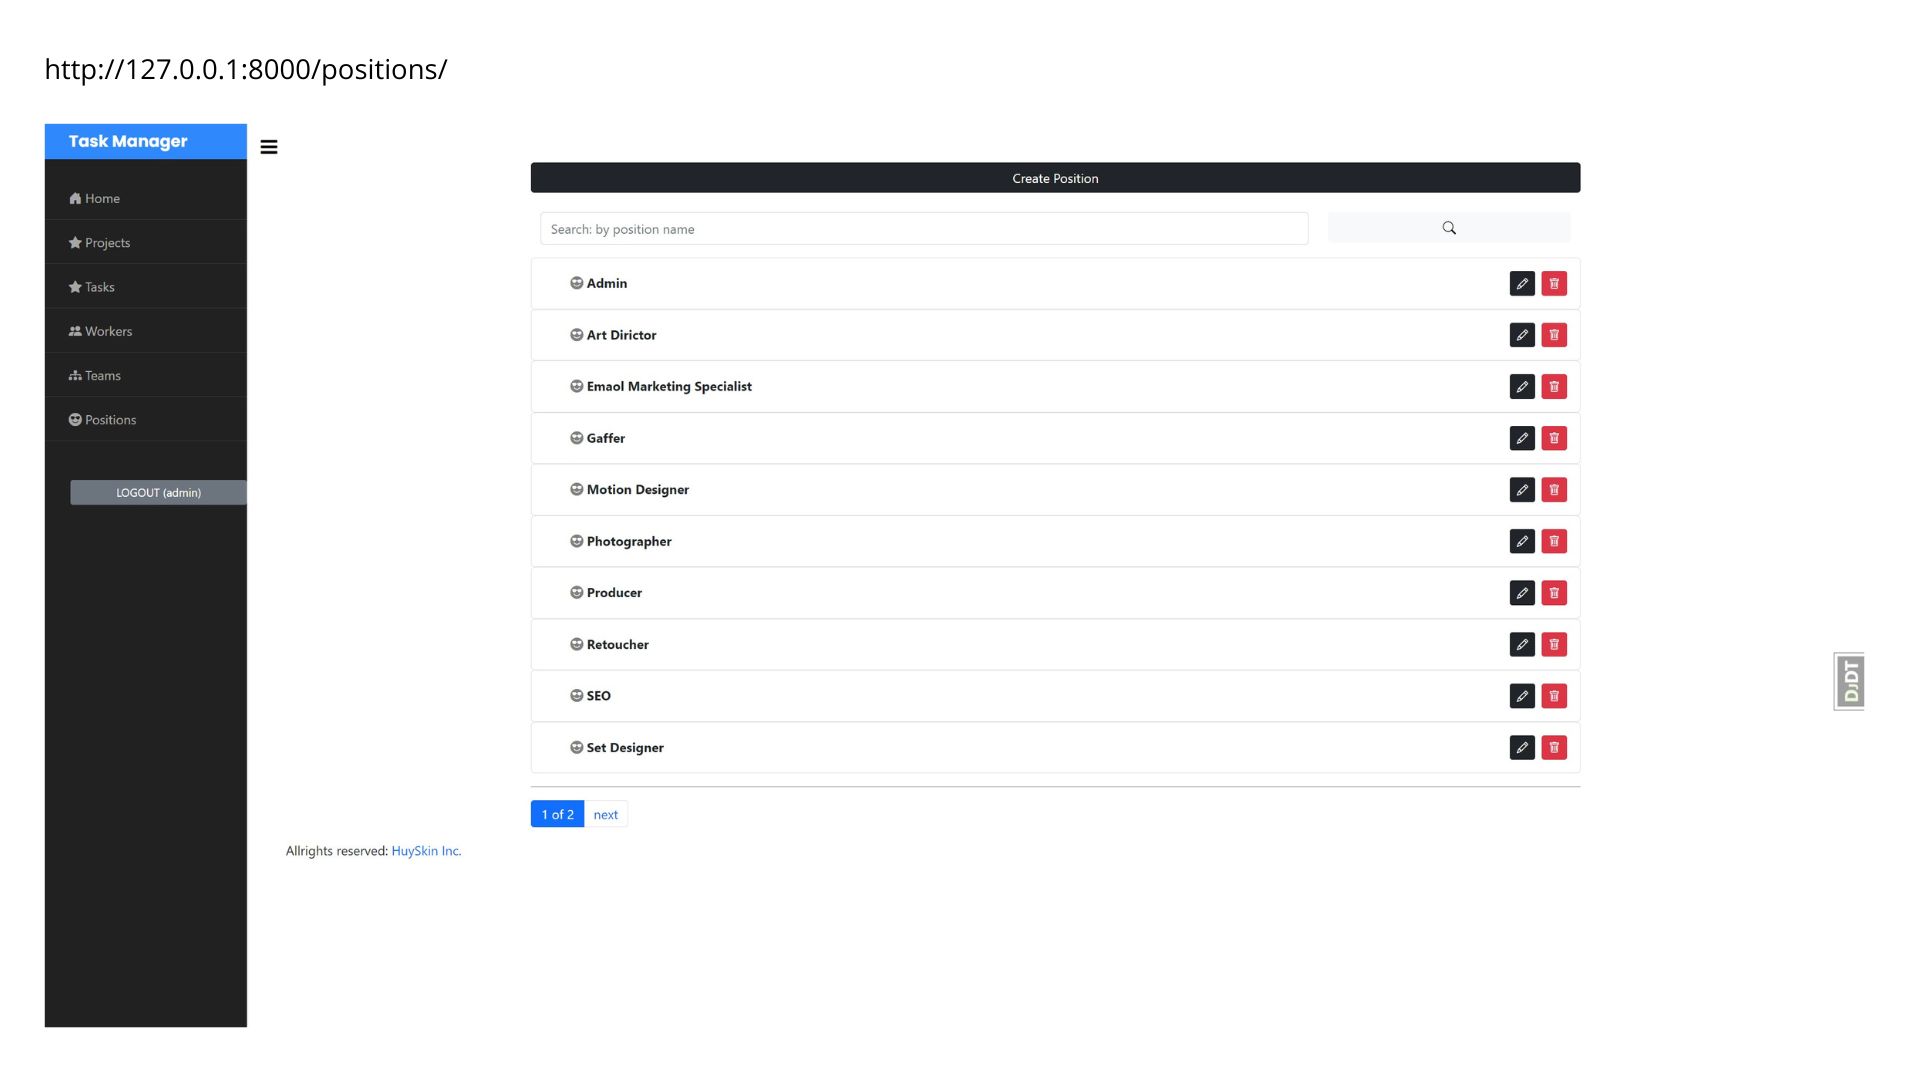 http://127.0.0.1:8000/positions/
Task Manager
Home
Projects
Tasks
Workers
Teams
Positions
LOGOUT (admin)
Create Position
Search: by position name
Admin
Art Dirictor
Emaol Marketing Specialist
Gaffer
Motion Designer
Photographer
Producer
Retoucher
SEO
Set Designer
1 of 2 next
Allrights reserved: HuySkin Inc.
DJDT